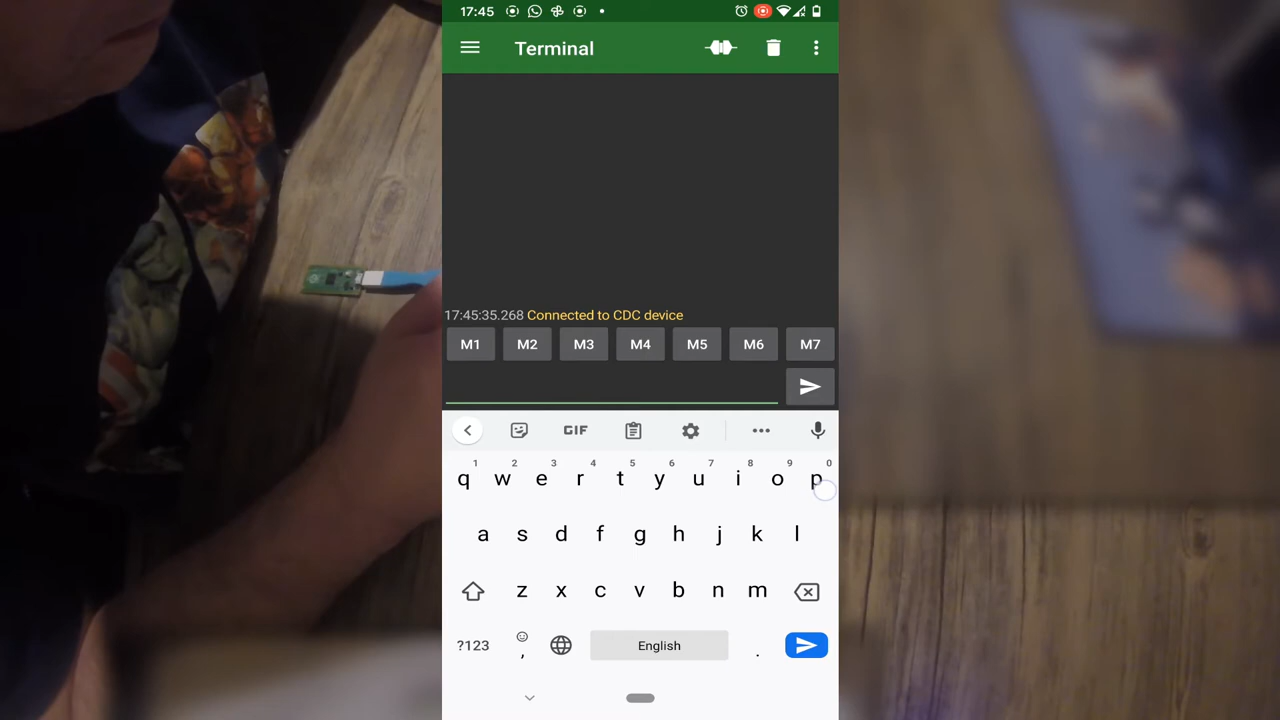 17:45
Terminal
17:45:35.268 Connected to CDC device
M1 M2 M3 M4 M5 M6 M7
GIF
1 2 3 4 5 6 7 8 9 0
q w e r t y u i o p
a s d f g h j k l
z x c v b n m
?123 , English .